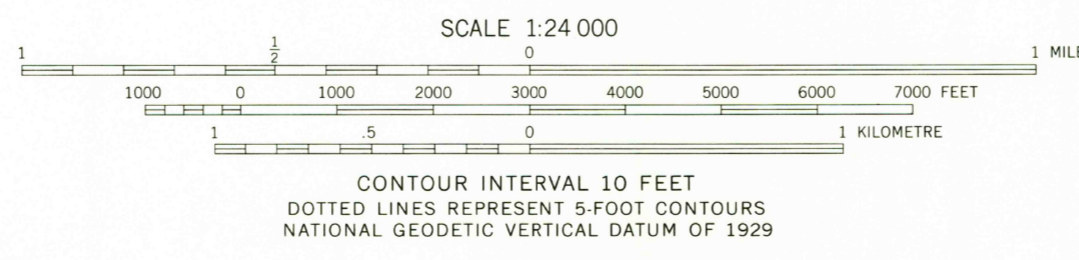 SCALE 1:24 000
1 1/2 0 1 MILE
1000 0 1000 2000 3000 4000 5000 6000 7000 FEET
1 .5 0 1 KILOMETRE
CONTOUR INTERVAL 10 FEET
DOTTED LINES REPRESENT 5-FOOT CONTOURS
NATIONAL GEODETIC VERTICAL DATUM OF 1929